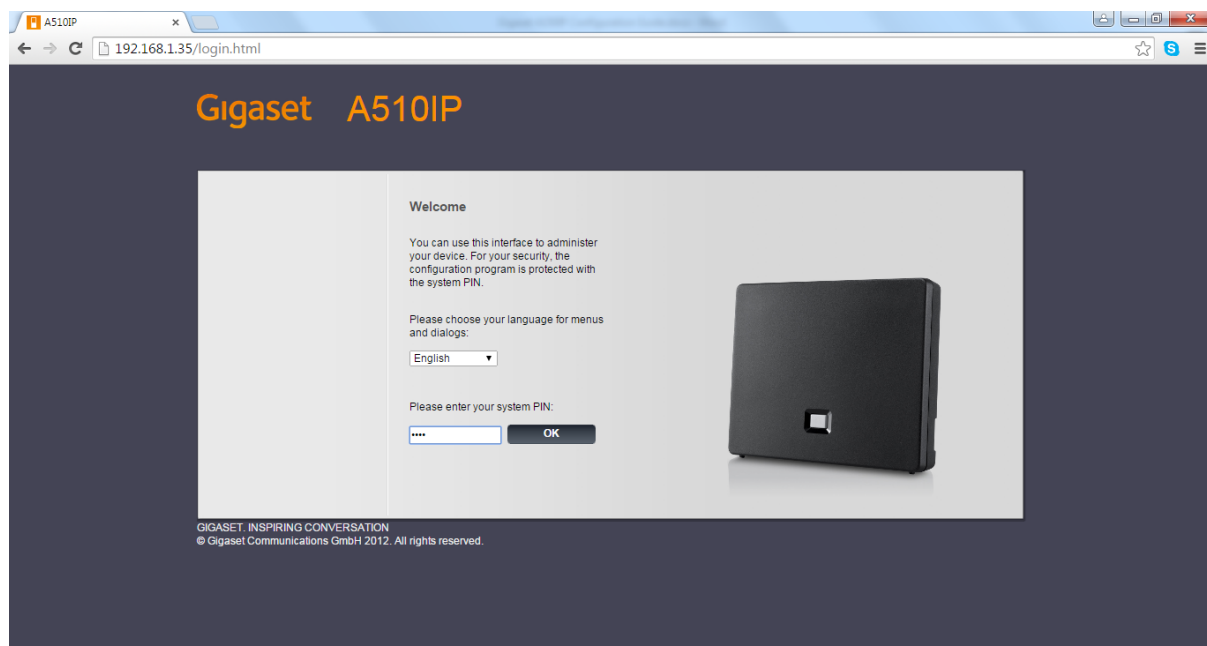 A510IP
192.168.1.35/login.html
Gigaset A510IP
Welcome
You can use this interface to administer
your device. For your security, the
configuration program is protected with
the system PIN.
Please choose your language for menus
and dialogs:
English
Please enter your system PIN:
••••
OK
GIGASET. INSPIRING CONVERSATION
© Gigaset Communications GmbH 2012. All rights reserved.